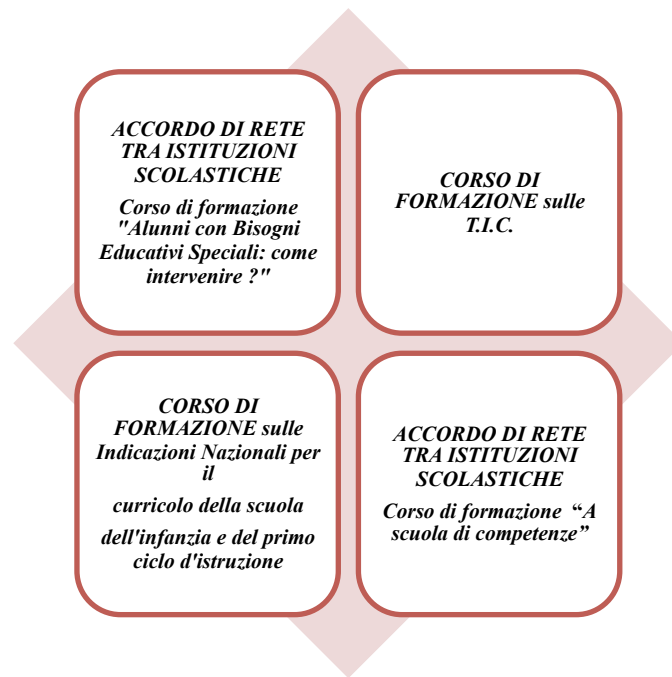 ACCORDO DI RETE
TRA ISTITUZIONI
SCOLASTICHE
Corso di formazione
"Alunni con Bisogni
Educativi Speciali: come
intervenire ?"
CORSO DI
FORMAZIONE sulle
T.I.C.
CORSO DI
FORMAZIONE sulle
Indicazioni Nazionali per
il
curricolo della scuola
dell'infanzia e del primo
ciclo d'istruzione
ACCORDO DI RETE
TRA ISTITUZIONI
SCOLASTICHE
Corso di formazione “A
scuola di competenze”